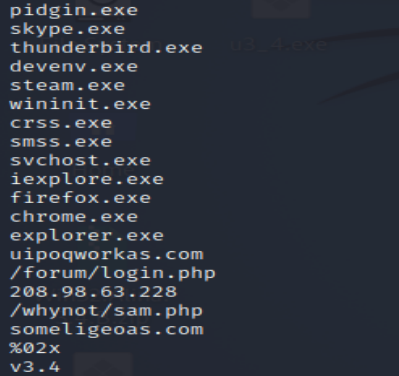 pidgin.exe
skype.exe
thunderbird.exe
devenv.exe
steam.exe
wininit.exe
crss.exe
smss.exe
svchost.exe
iexplore.exe
firefox.exe
chrome.exe
explorer.exe
uipoqworkas.com
/forum/login.php
208.98.63.228
/whynot/sam.php
someligeoas.com
%02x
v3.4